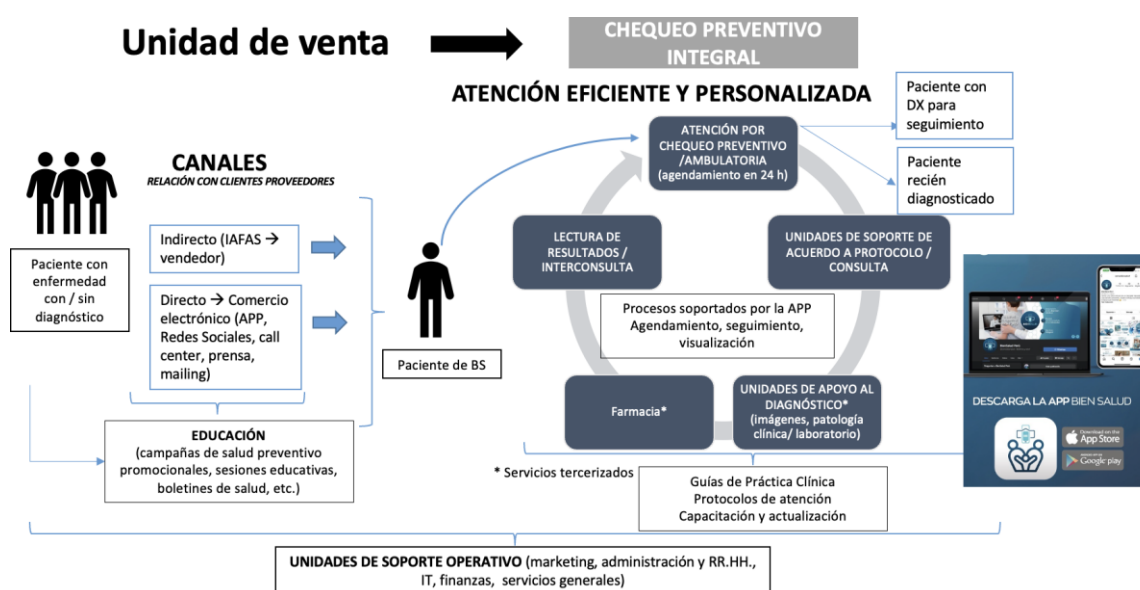 Unidad de venta
CHEQUEO PREVENTIVO
INTEGRAL
ATENCIÓN EFICIENTE Y PERSONALIZADA
CANALES
RELACIÓN CON CLIENTES PROVEEDORES
Paciente con
enfermedad
con / sin
diagnóstico
Indirecto (IAFAS →
vendedor)
Directo → Comercio
electrónico (APP,
Redes Sociales, call
center, prensa,
mailing)
EDUCACIÓN
(campañas de salud preventivo
promocionales, sesiones educativas,
boletines de salud, etc.)
Paciente de BS
ATENCIÓN POR
CHEQUEO PREVENTIVO
/AMBULATORIA
(agendamiento en 24 h)
Paciente con
DX para
seguimiento
Paciente
recién
diagnosticado
UNIDADES DE SOPORTE DE
ACUERDO A PROTOCOLO /
CONSULTA
UNIDADES DE APOYO AL
DIAGNÓSTICO*
(imágenes, patología
clínica/ laboratorio)
Farmacia*
LECTURA DE
RESULTADOS /
INTERCONSULTA
Procesos soportados por la APP
Agendamiento, seguimiento,
visualización
* Servicios tercerizados
Guías de Práctica Clínica
Protocolos de atención
Capacitación y actualización
DESCARGA LA APP BIEN SALUD
Download on the
App Store
Google play
UNIDADES DE SOPORTE OPERATIVO (marketing, administración y RR.HH.,
IT, finanzas, servicios generales)